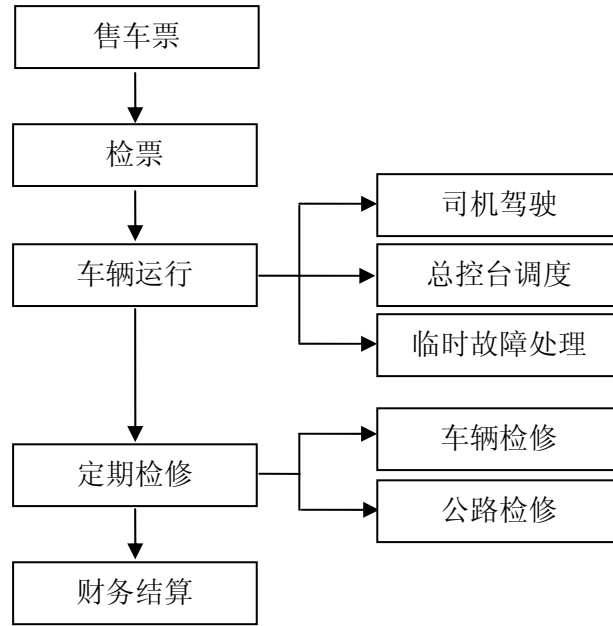 售车票
检票
车辆运行
司机驾驶
总控台调度
临时故障处理
定期检修
车辆检修
公路检修
财务结算